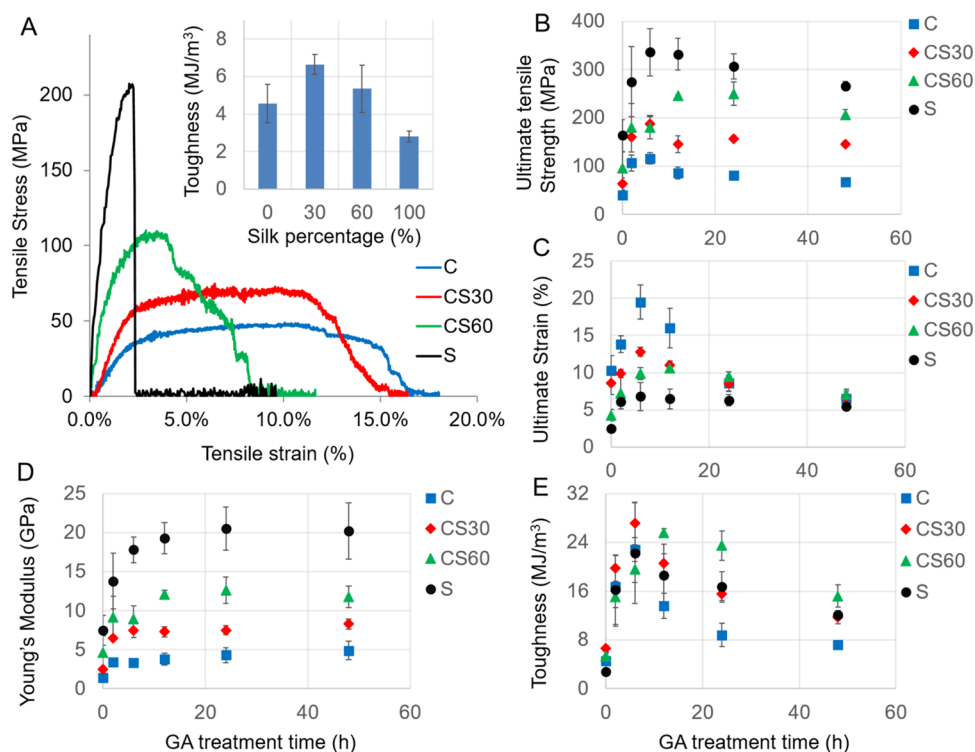 A
Tensile Stress (MPa)
200
150
100
50
0
0.0%
5.0%
10.0%
15.0%
20.0%
Tensile strain (%)
C
CS30
CS60
S
Toughness (MJ/m³)
8
6
4
2
0
0
30
60
100
Silk percentage (%)
B
Ultimate tensile
Strength (MPa)
400
300
200
100
0
0
20
40
60
C
CS30
CS60
S
C
Ultimate Strain (%)
25
20
15
10
5
0
0
20
40
60
C
CS30
CS60
S
D
Young's Modulus (GPa)
25
20
15
10
5
0
0
20
40
60
GA treatment time (h)
C
CS30
CS60
S
E
Toughness (MJ/m³)
32
24
16
8
0
0
20
40
60
GA treatment time (h)
C
CS30
CS60
S